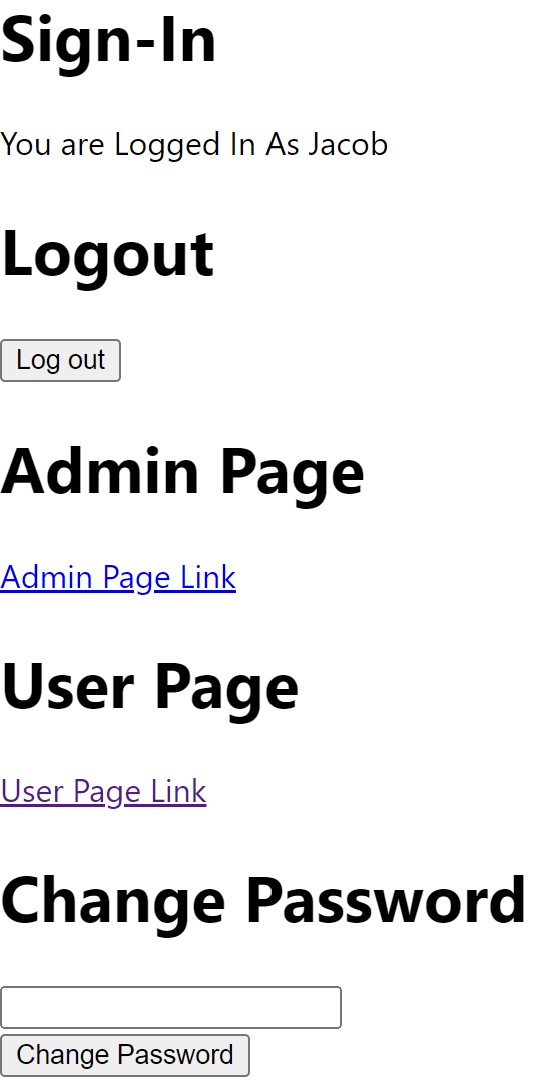 Sign-In
You are Logged In As Jacob
Logout
Log out
Admin Page
Admin Page Link
User Page
User Page Link
Change Password
Change Password